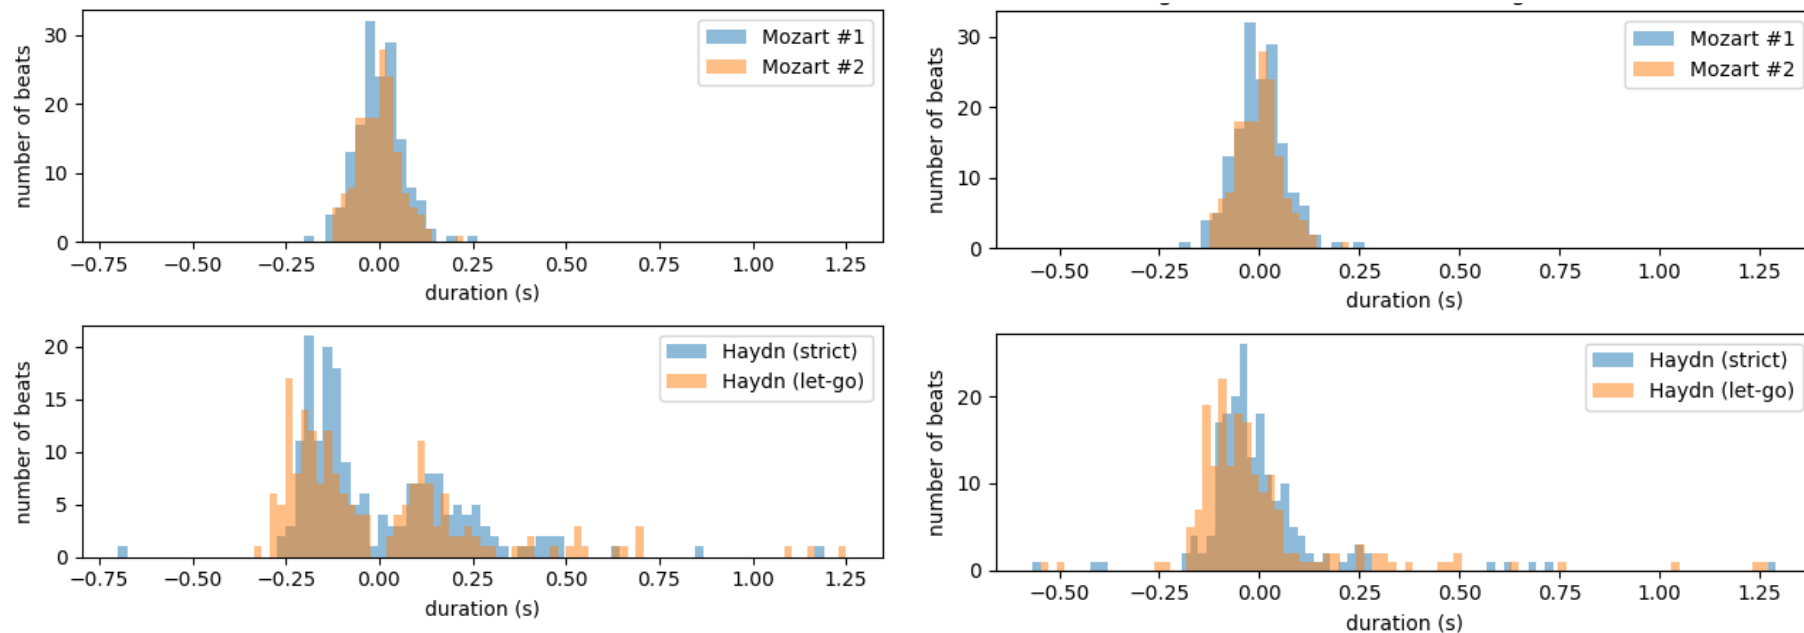 number of beats
30
20
10
0
Mozart #1
Mozart #2
−0.75 −0.50 −0.25 0.00 0.25 0.50 0.75 1.00 1.25
duration (s)
number of beats
30
20
10
0
Mozart #1
Mozart #2
−0.50 −0.25 0.00 0.25 0.50 0.75 1.00 1.25
duration (s)
number of beats
20
15
10
5
0
Haydn (strict)
Haydn (let-go)
−0.75 −0.50 −0.25 0.00 0.25 0.50 0.75 1.00 1.25
duration (s)
number of beats
20
10
0
Haydn (strict)
Haydn (let-go)
−0.50 −0.25 0.00 0.25 0.50 0.75 1.00 1.25
duration (s)